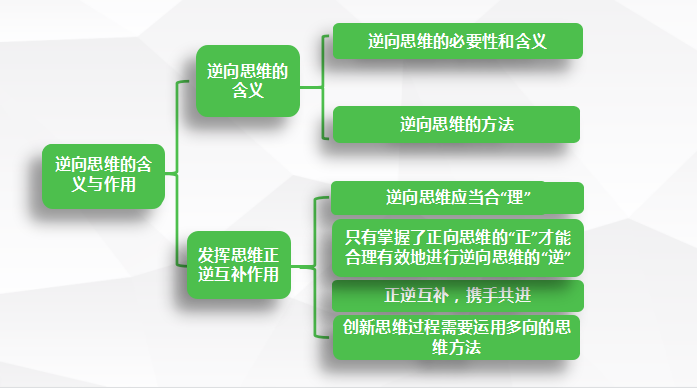 逆向思维的含
义与作用
逆向思维的
含义
逆向思维的必要性和含义
逆向思维的方法
发挥思维正
逆互补作用
逆向思维应当合“理”
只有掌握了正向思维的“正”才能
合理有效地进行逆向思维的“逆”
正逆互补，携手共进
创新思维过程需要运用多向的思
维方法